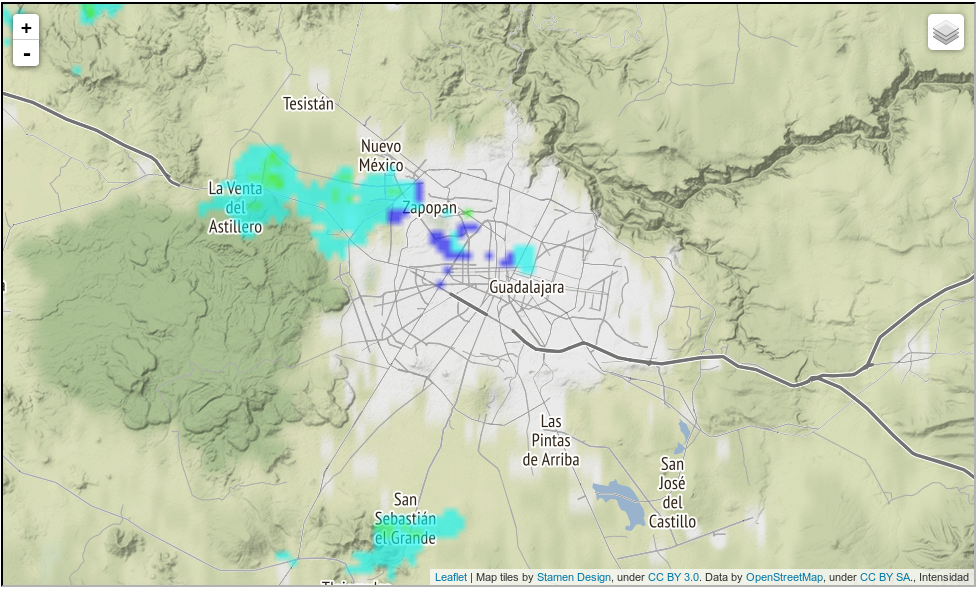 +
-
Tesistán
Nuevo
México
La Venta
del
Astillero
Zapopan
Guadalajara
Las
Pintas
de Arriba
San
José
del
Castillo
San
Sebastián
el Grande
Leaflet | Map tiles by Stamen Design, under CC BY 3.0. Data by OpenStreetMap, under CC BY SA., Intensidad